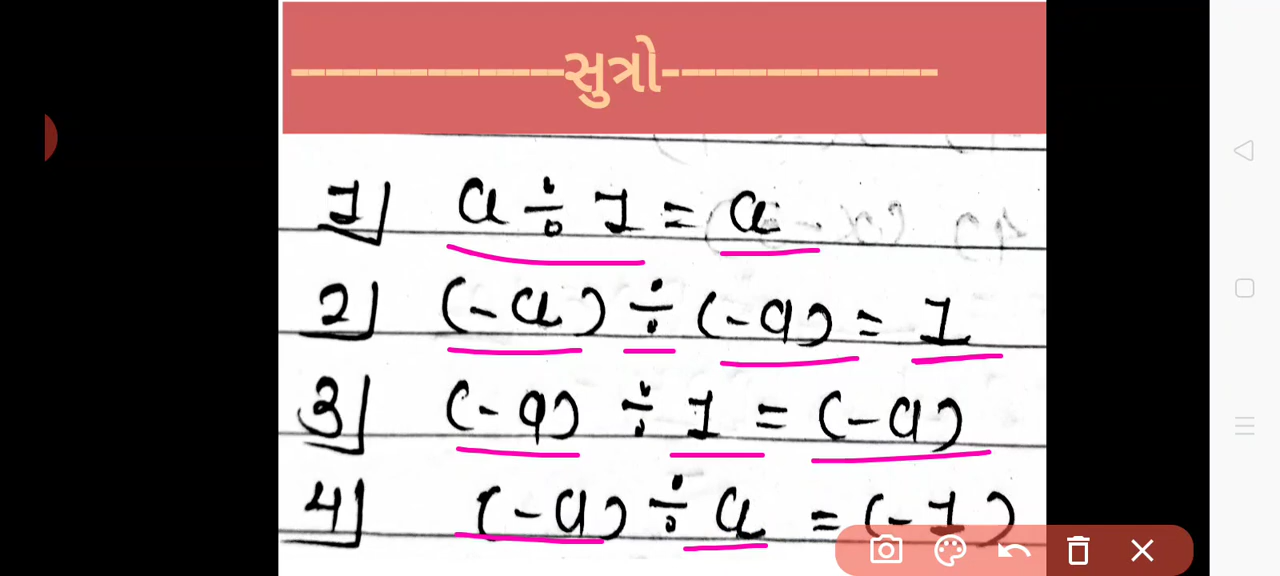 ------------------સુત્રો----------------
1) a ÷ 1 = a
2) (-a) ÷ (-a) = 1
3) (-a) ÷ 1 = (-a)
4) (-a) ÷ a = (-1)